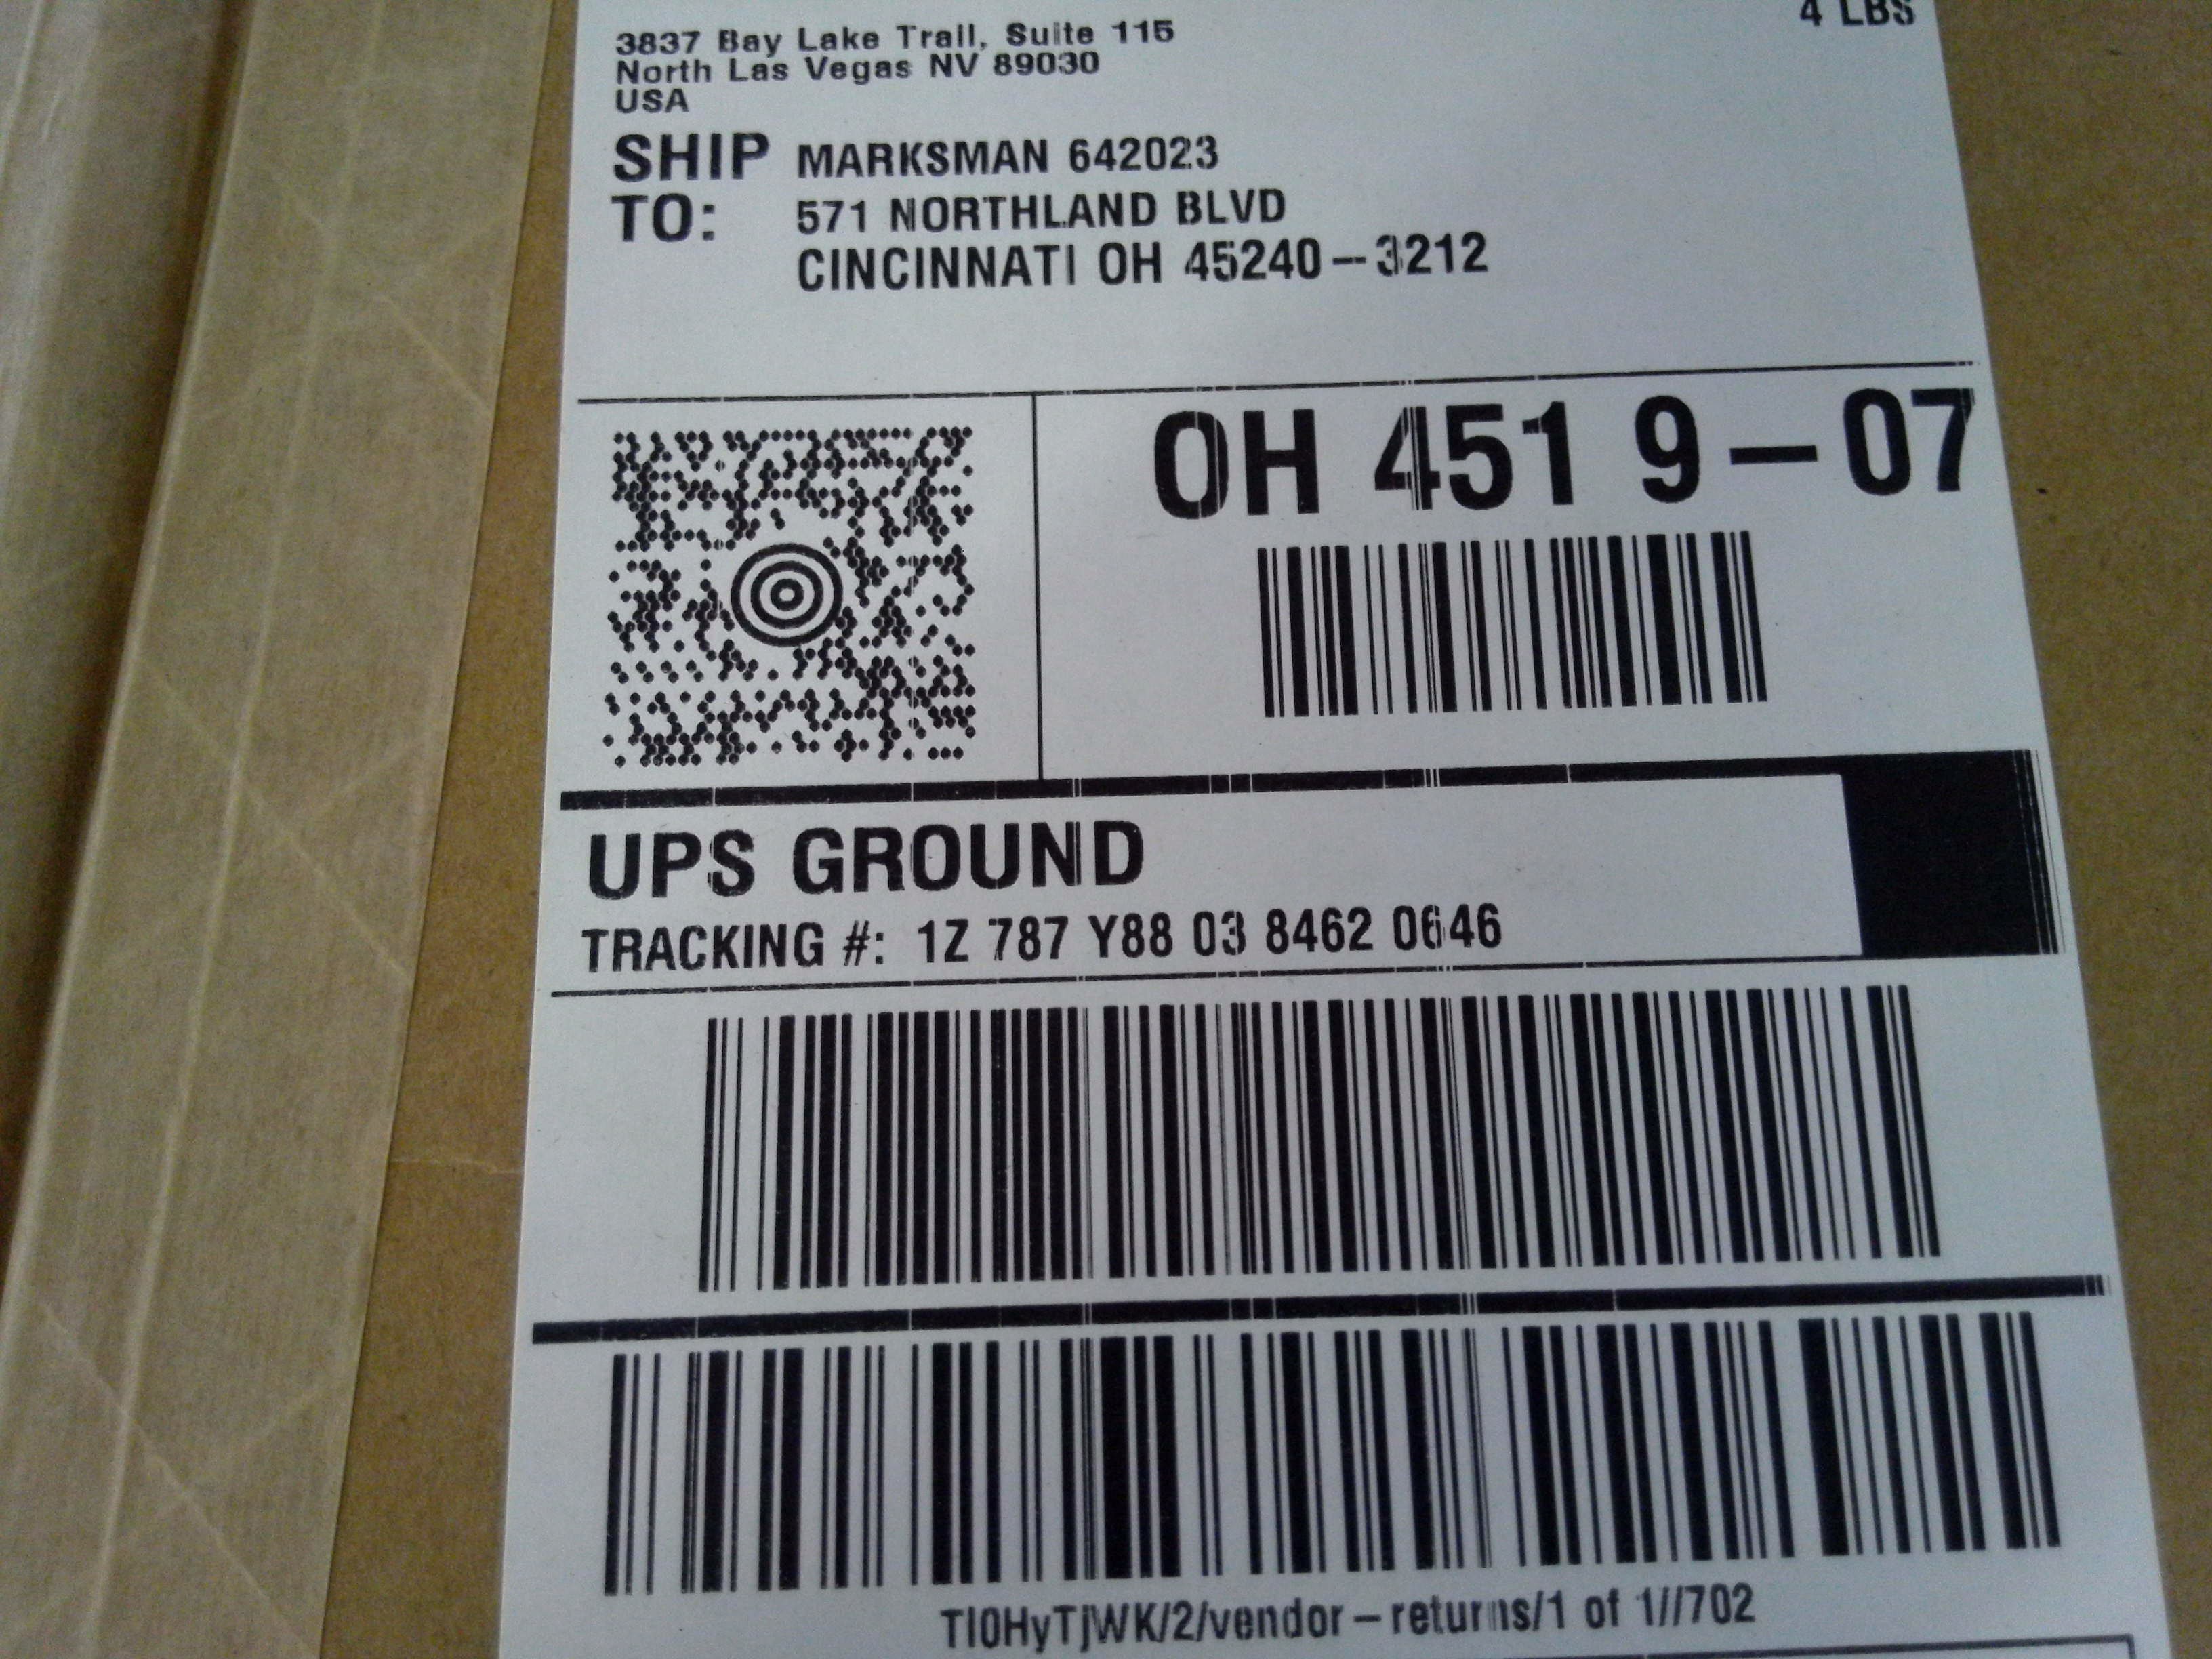 4 LBS
3837 Bay Lake Trail, Suite 115
North Las Vegas NV 89030
USA
SHIP TO:
MARKSMAN 642023
571 NORTHLAND BLVD
CINCINNATI OH 45240-3212
OH 451 9-07
UPS GROUND
TRACKING #: 1Z 787 Y88 03 8462 0646
TI0HyTjWK/2/vendor-returns/1 of 1//702